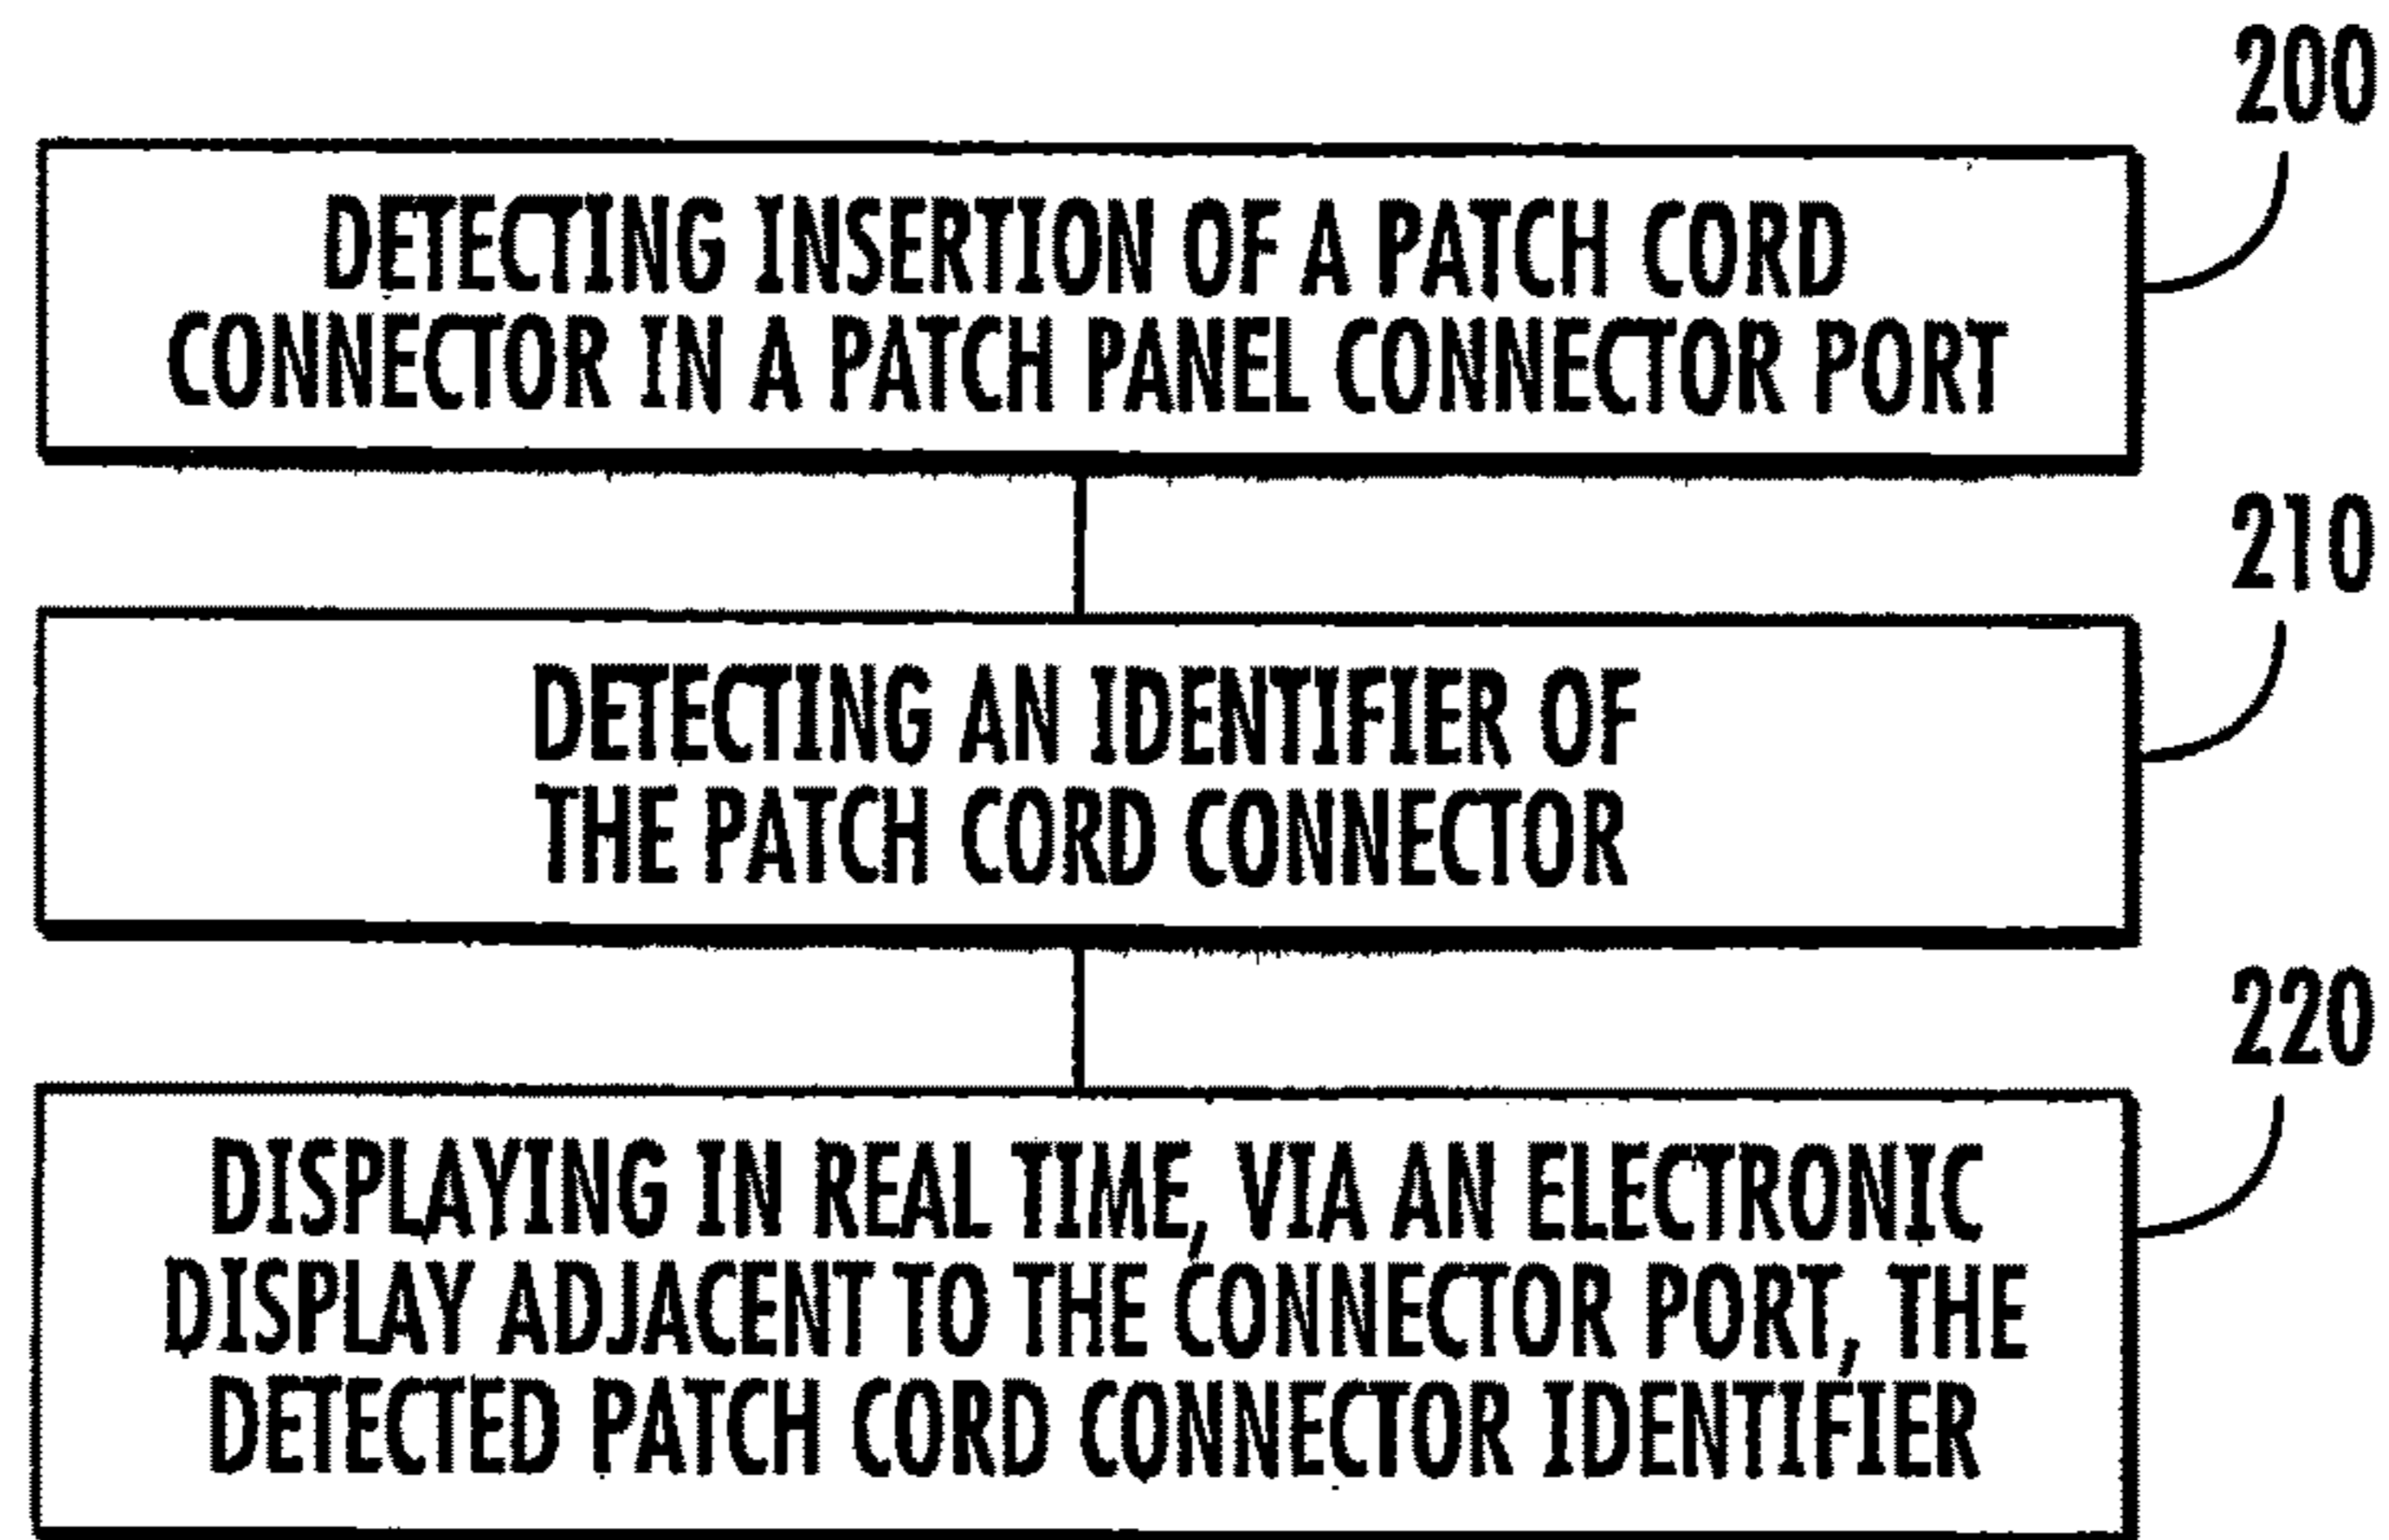 200
DETECTING INSERTION OF A PATCH CORD
CONNECTOR IN A PATCH PANEL CONNECTOR PORT
210
DETECTING AN IDENTIFIER OF
THE PATCH CORD CONNECTOR
220
DISPLAYING IN REAL TIME, VIA AN ELECTRONIC
DISPLAY ADJACENT TO THE CONNECTOR PORT, THE
DETECTED PATCH CORD CONNECTOR IDENTIFIER